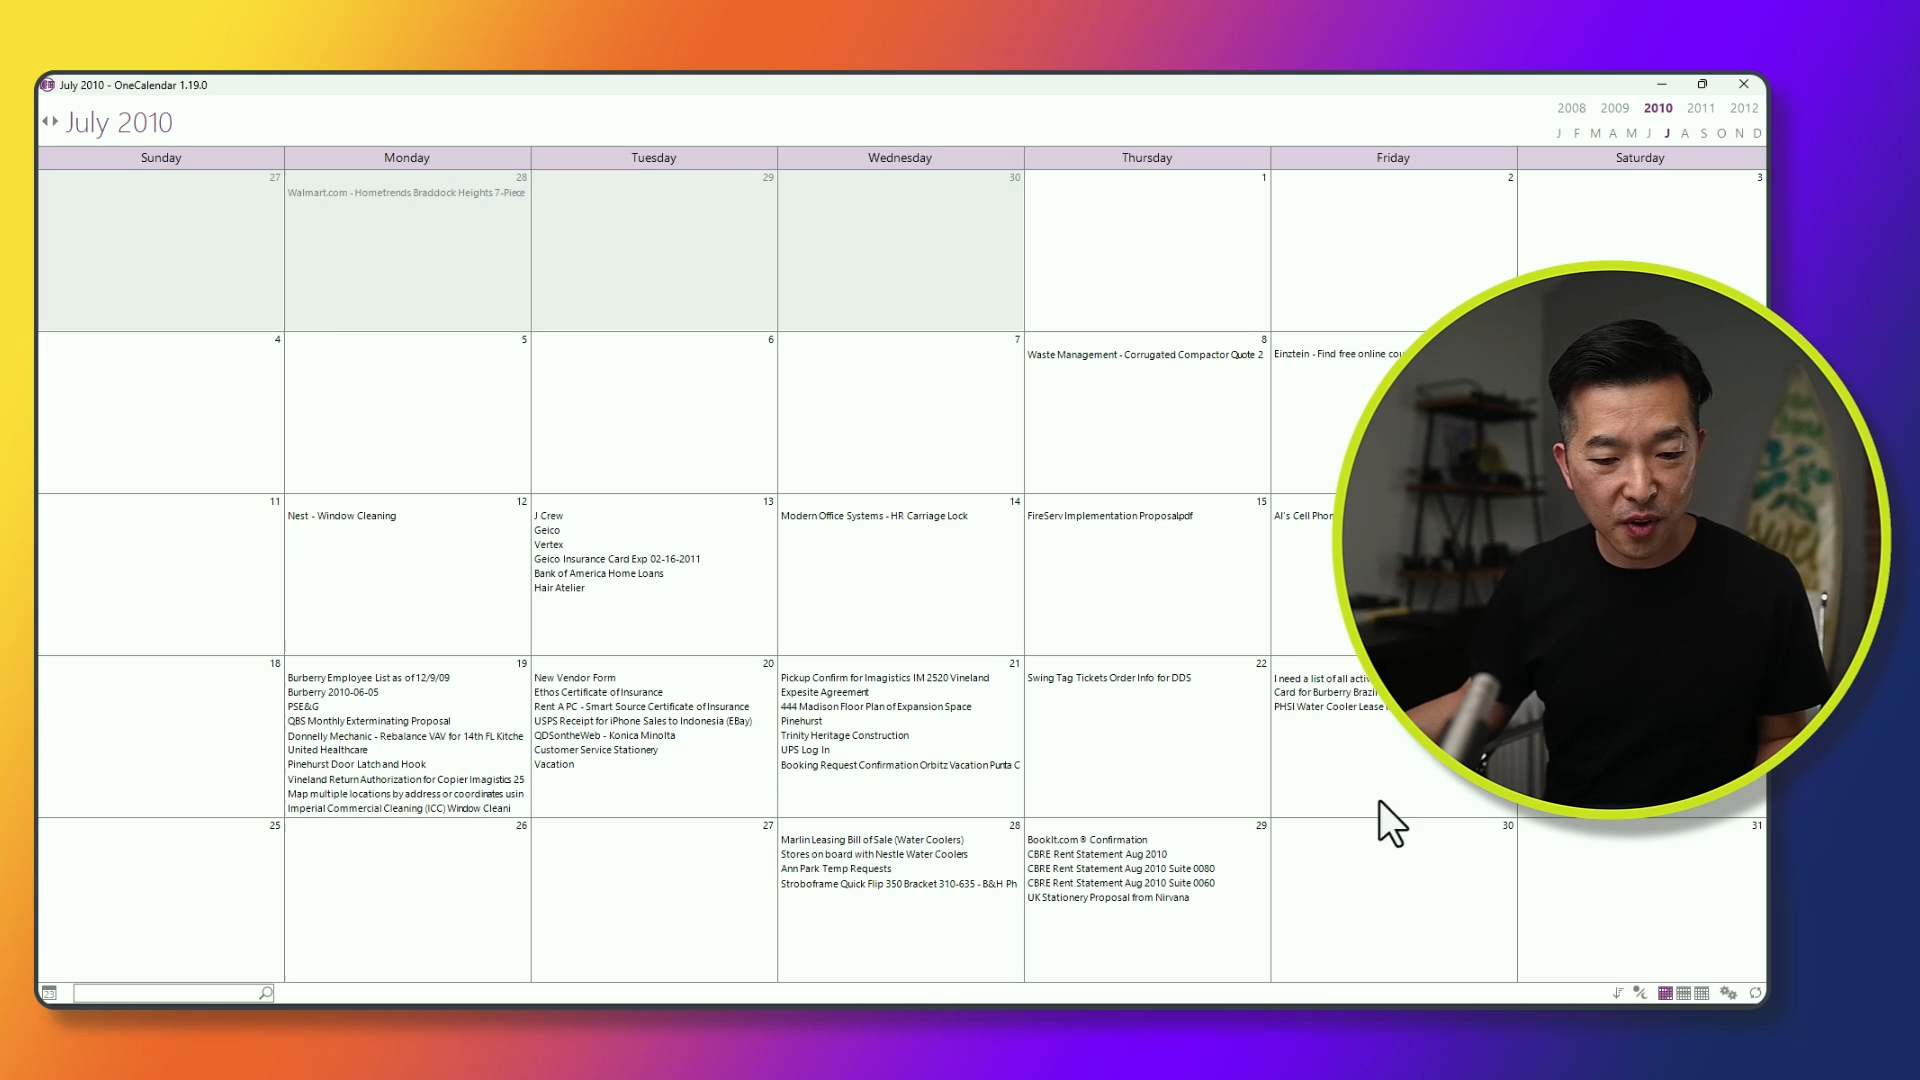 July 2010 - OneCalendar 1.19.0
July 2010
2008 2009 2010 2011 2012
J F M A M J J A S O N D
Sunday Monday Tuesday Wednesday Thursday Friday Saturday
27 28 29 30 1 2 3
Walmart.com - Hometrends Braddock Heights 7-Piece
4 5 6 7 8
Waste Management - Corrugated Compactor Quote 2
Einztein - Find free online cou
11 12 13 14 15
Nest - Window Cleaning
J Crew
Geico
Vertex
Geico Insurance Card Exp 02-16-2011
Bank of America Home Loans
Hair Atelier
Modern Office Systems - HR Carriage Lock
FireServ Implementation Proposal.pdf
Al's Cell Phon
18 19 20 21 22
Burberry Employee List as of 12/9/09
Burberry 2010-06-05
PSE&G
QBS Monthly Exterminating Proposal
Donnelly Mechanic - Rebalance VAV for 14th FL Kitche
United Healthcare
Pinehurst Door Latch and Hook
Vineland Return Authorization for Copier Imagistics 25
Map multiple locations by address or coordinates usin
Imperial Commercial Cleaning (ICC) Window Cleani
New Vendor Form
Ethos Certificate of Insurance
Rent A PC - Smart Source Certificate of Insurance
USPS Receipt for iPhone Sales to Indonesia (EBay)
QDSontheWeb - Konica Minolta
Customer Service Stationery
Vacation
Pickup Confirm for Imagistics IM 2520 Vineland
Expesite Agreement
444 Madison Floor Plan of Expansion Space
Pinehurst
Trinity Heritage Construction
UPS Log In
Booking Request Confirmation Orbitz Vacation Punta C
Swing Tag Tickets Order Info for DDS
I need a list of all activ
Card for Burberry Brazi
PHSI Water Cooler Lease
25 26 27 28 29 30 31
Marlin Leasing Bill of Sale (Water Coolers)
Stores on board with Nestle Water Coolers
Ann Park Temp Requests
Stroboframe Quick Flip 350 Bracket 310-635 - B&H Ph
BookIt.com® Confirmation
CBRE Rent Statement Aug 2010
CBRE Rent Statement Aug 2010 Suite 0080
CBRE Rent Statement Aug 2010 Suite 0060
UK Stationery Proposal from Nirvana
23